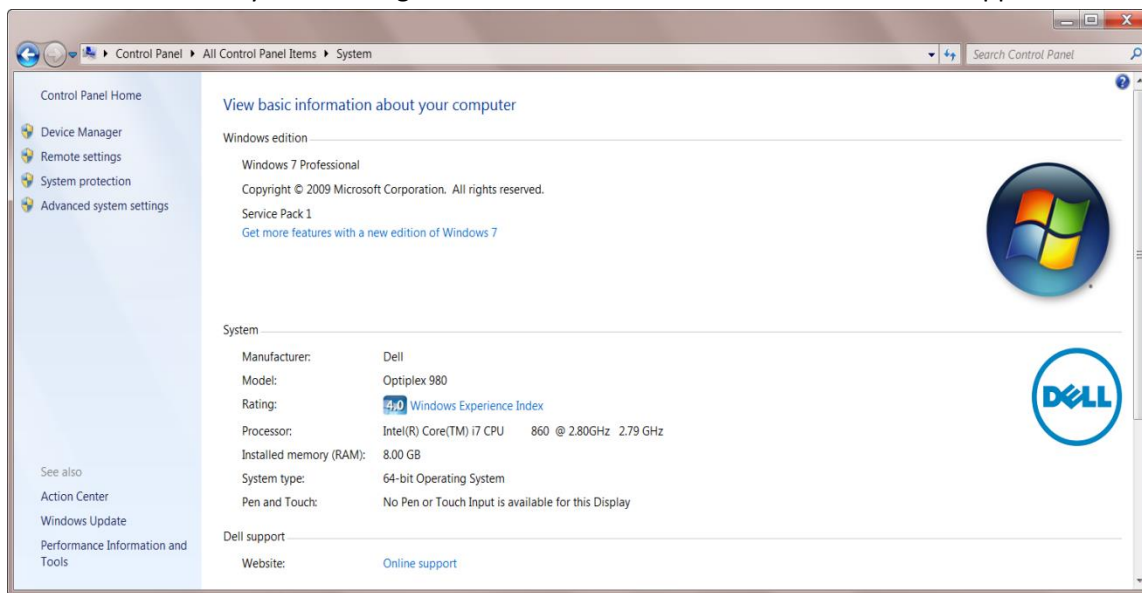 Control Panel ▸ All Control Panel Items ▸ System
Search Control Panel
Control Panel Home
Device Manager
Remote settings
System protection
Advanced system settings
See also
Action Center
Windows Update
Performance Information and
Tools
View basic information about your computer
Windows edition
Windows 7 Professional
Copyright © 2009 Microsoft Corporation. All rights reserved.
Service Pack 1
Get more features with a new edition of Windows 7
System
Manufacturer: Dell
Model: Optiplex 980
Rating: 4,0 Windows Experience Index
Processor: Intel(R) Core(TM) i7 CPU 860 @ 2.80GHz 2.79 GHz
Installed memory (RAM): 8.00 GB
System type: 64-bit Operating System
Pen and Touch: No Pen or Touch Input is available for this Display
DELL
Dell support
Website: Online support